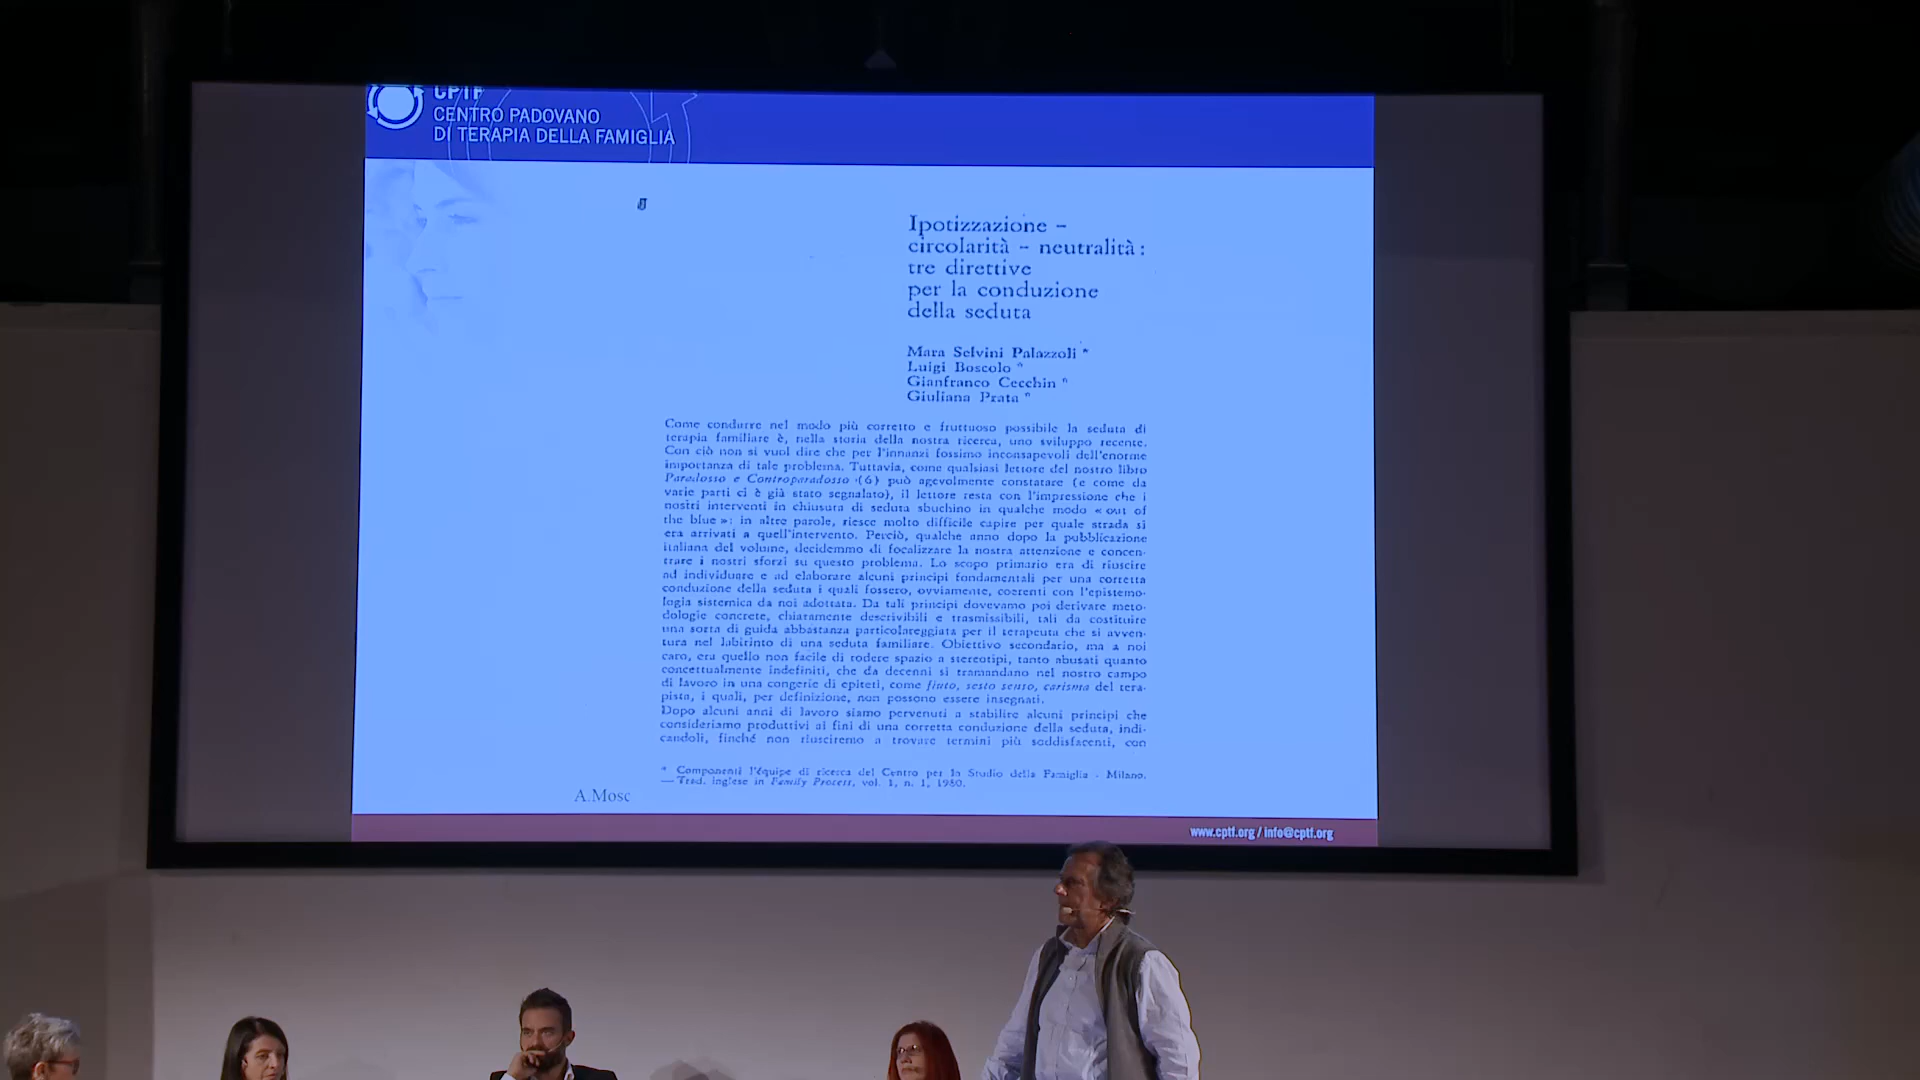 CPTF
CENTRO PADOVANO
DI TERAPIA DELLA FAMIGLIA
Ipotizzazione –
circolarità – neutralità:
tre direttive
per la conduzione
della seduta
Mara Selvini Palazzoli *
Luigi Boscolo *
Gianfranco Cecchin *
Giuliana Prata *
Come condurre nel modo più corretto e fruttuoso possibile la seduta di
terapia familiare è, nella storia della nostra ricerca, uno sviluppo recente.
Con ciò non si vuol dire che per l'innanzi fossimo inconsapevoli dell'enorme
importanza di tale problema. Tuttavia, come qualsiasi lettore del nostro libro
Paradosso e Controparadosso (6) può agevolmente constatare (e come da
varie parti ci è già stato segnalato), il lettore resta con l'impressione che i
nostri interventi in chiusura di seduta sbuchino in qualche modo « out of
the blue »: in altre parole, riesce molto difficile capire per quale strada si
era arrivati a quell'intervento. Perciò, qualche anno dopo la pubblicazione
italiana del volume, decidemmo di focalizzare la nostra attenzione e concen-
trare i nostri sforzi su questo problema. Lo scopo primario era di riuscire
ad individuare e ad elaborare alcuni principi fondamentali per una corretta
conduzione della seduta i quali fossero, ovviamente, coerenti con l'epistemo-
logia sistemica da noi adottata. Da tali principi dovevamo poi derivare meto-
dologie concrete, chiaramente descrivibili e trasmissibili, tali da costituire
una sorta di guida abbastanza particolareggiata per il terapeuta che si avven-
tura nel labirinto di una seduta familiare. Obiettivo secondario, ma a noi
caro, era quello non facile di rodere spazio a stereotipi, tanto abusati quanto
concettualmente indefiniti, che da decenni si tramandano nel nostro campo
di lavoro in una congerie di epiteti, come fiuto, sesto senso, carisma del tera-
pista, i quali, per definizione, non possono essere insegnati.
Dopo alcuni anni di lavoro siamo pervenuti a stabilire alcuni principi che
consideriamo produttivi ai fini di una corretta conduzione della seduta, indi-
candoli, finché non riusciremo a trovare termini più soddisfacenti, con
* Componenti l'équipe di ricerca del Centro per lo Studio della Famiglia - Milano.
— Trad. inglese in Family Process, vol. 1, n. 1, 1980.
A.Mosc
www.cptf.org / info@cptf.org